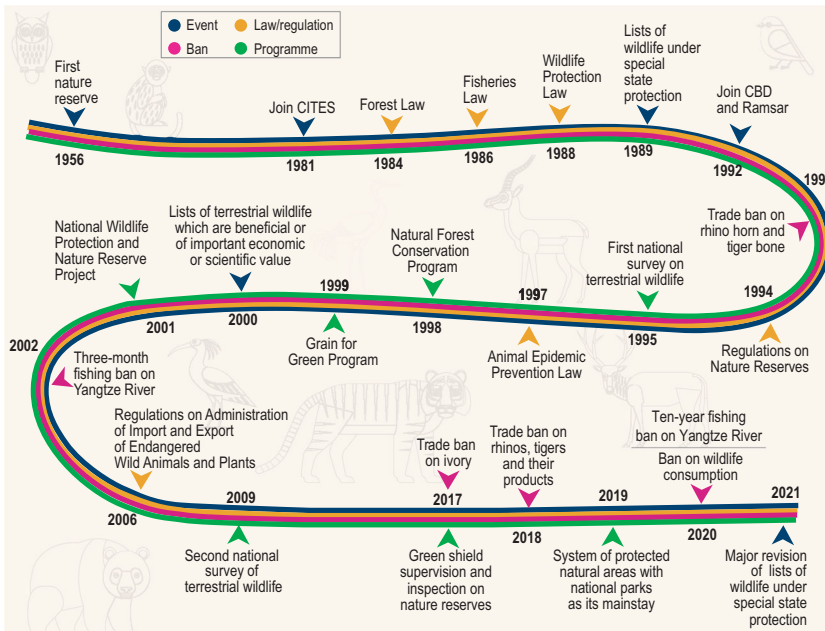 Event
Law/regulation
Ban
Programme
First
nature
reserve
1956
Join CITES
1981
Forest Law
1984
Fisheries
Law
1986
Wildlife
Protection
Law
1988
Lists of
wildlife under
special
state
protection
1989
Join CBD
and Ramsar
1992
199
Trade ban on
rhino horn and
tiger bone
1994
Regulations on
Nature Reserves
First national
survey on
terrestrial wildlife
1995
1997
Animal Epidemic
Prevention Law
Natural Forest
Conservation
Program
1998
1999
Grain for
Green Program
Lists of terrestrial wildlife
which are beneficial or
of important economic
or scientific value
2000
National Wildlife
Protection and
Nature Reserve
Project
2001
2002
Three-month
fishing ban on
Yangtze River
Regulations on Administration
of Import and Export
of Endangered
Wild Animals and Plants
2006
2009
Second national
survey of
terrestrial wildlife
Trade ban
on ivory
2017
Green shield
supervision and
inspection on
nature reserves
Trade ban on
rhinos, tigers
and their
products
2018
2019
System of protected
natural areas with
national parks
as its mainstay
Ten-year fishing
ban on Yangtze River
Ban on wildlife
consumption
2020
2021
Major revision
of lists of
wildlife under
special state
protection